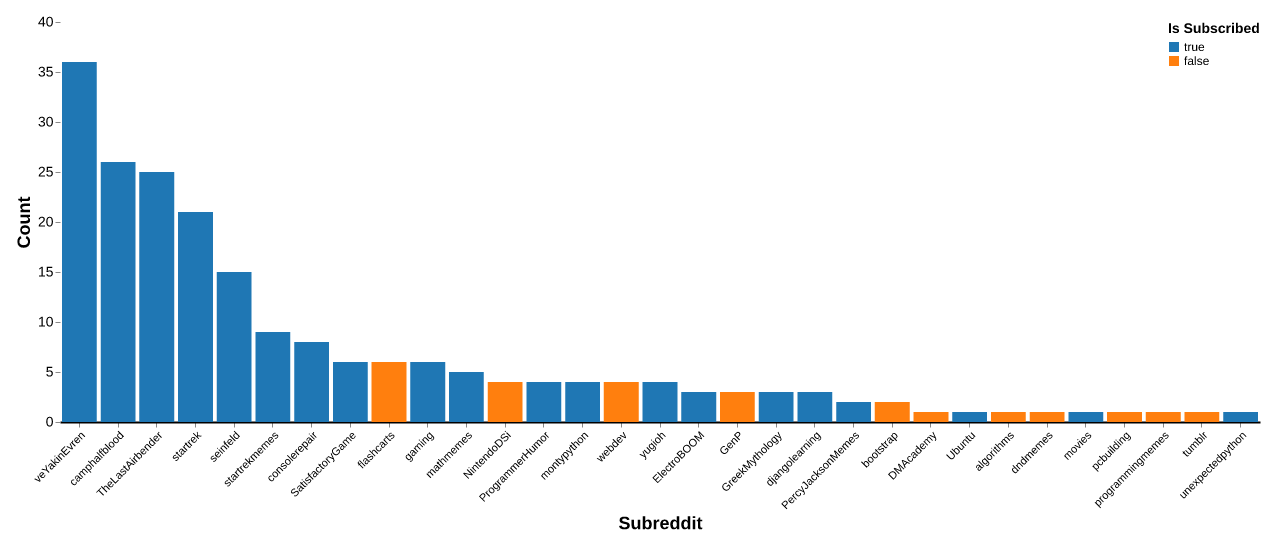 40
35
30
25
20
15
10
5
0
Count
veYakinEvren
camphalfblood
TheLastAirbender
startrek
seinfeld
startrekmemes
consolerepair
SatisfactoryGame
flashcarts
gaming
mathmemes
NintendoDSi
ProgrammerHumor
montypython
webdev
yugioh
ElectroBOOM
GenP
GreekMythology
djangolearning
PercyJacksonMemes
bootstrap
DMAcademy
Ubuntu
algorithms
dndmemes
movies
pcbuilding
programmingmemes
tumblr
unexpectedpython
Subreddit
Is Subscribed
true
false